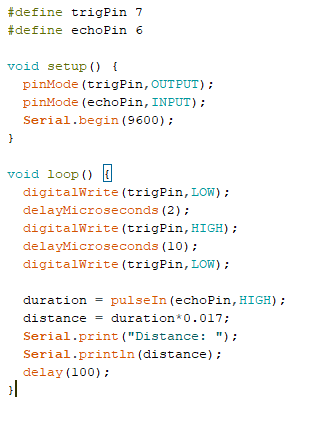 #define trigPin 7
#define echoPin 6
void setup() {
  pinMode(trigPin,OUTPUT);
  pinMode(echoPin,INPUT);
  Serial.begin(9600);
}
void loop() {
  digitalWrite(trigPin,LOW);
  delayMicroseconds(2);
  digitalWrite(trigPin,HIGH);
  delayMicroseconds(10);
  digitalWrite(trigPin,LOW);
  duration = pulseIn(echoPin,HIGH);
  distance = duration*0.017;
  Serial.print("Distance: ");
  Serial.println(distance);
  delay(100);
}